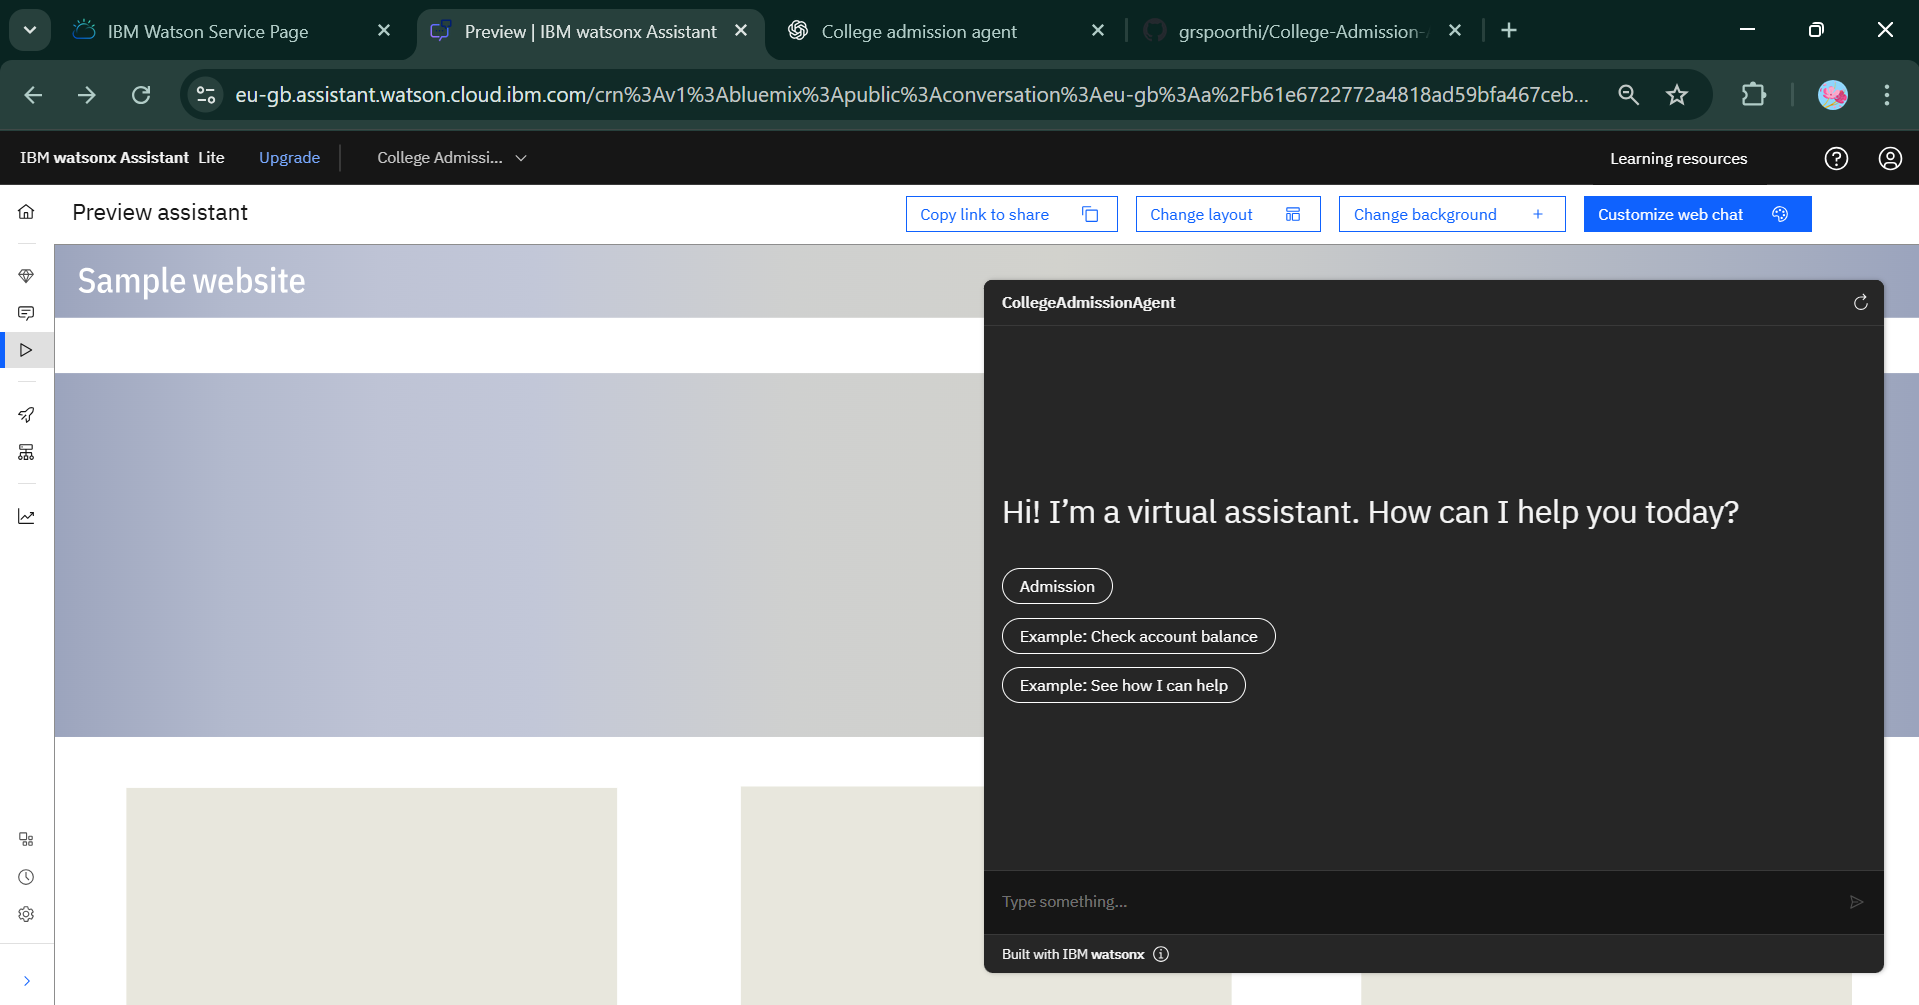 IBM Watson Service Page
Preview | IBM watsonx Assistant
College admission agent
grspoorthi/College-Admission-
eu-gb.assistant.watson.cloud.ibm.com/crn%3Av1%3Abluemix%3Apublic%3Aconversation%3Aeu-gb%3Aa%2Fb61e6722772a4818ad59bfa467ceb...
IBM watsonx Assistant Lite
Upgrade
College Admissi...
Learning resources
Preview assistant
Copy link to share
Change layout
Change background
Customize web chat
Sample website
CollegeAdmissionAgent
Hi! I’m a virtual assistant. How can I help you today?
Admission
Example: Check account balance
Example: See how I can help
Type something...
Built with IBM watsonx